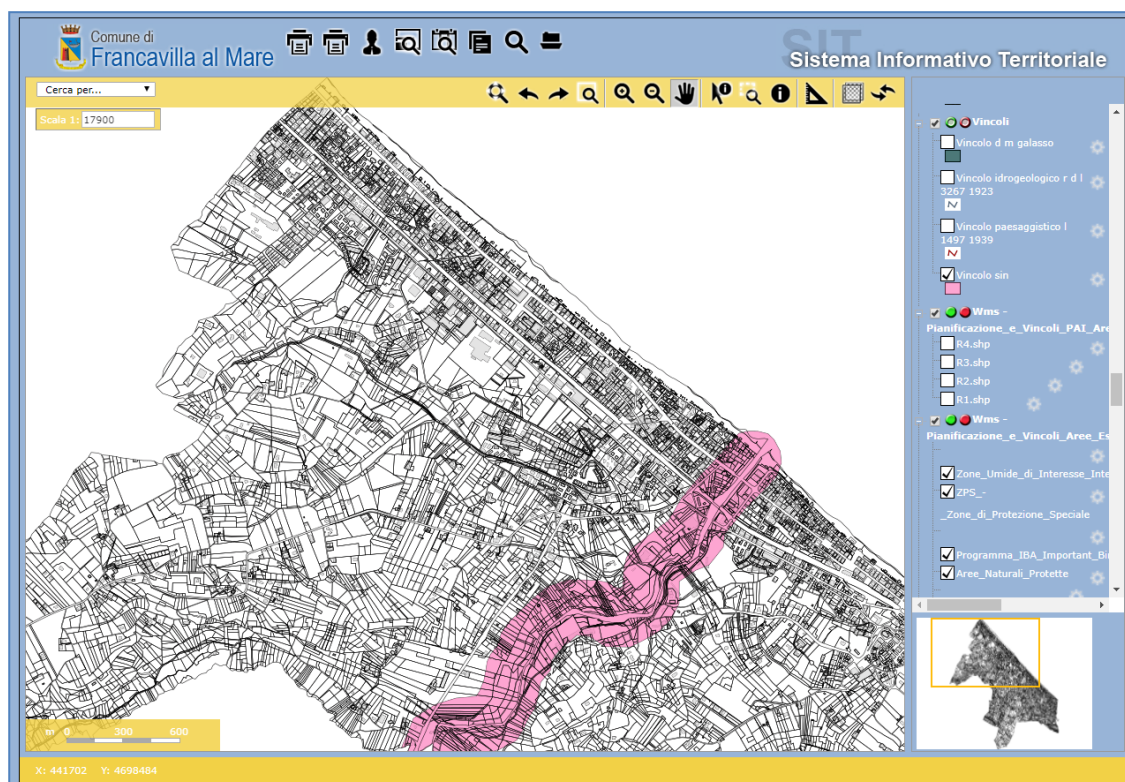 Comune di
Francavilla al Mare
SIT
Sistema Informativo Territoriale
Cerca per...
Scala 1: 17900
Vincoli
Vincolo d m galasso
Vincolo idrogeologico r d l
3267 1923
Vincolo paesaggistico l
1497 1939
Vincolo sin
Wms -
Pianificazione_e_Vincoli_PAI_Are
R4.shp
R3.shp
R2.shp
R1.shp
Wms -
Pianificazione_e_Vincoli_Aree_Es
Zone_Umide_di_Interesse_Inte
ZPS_-
_Zone_di_Protezione_Speciale
Programma_IBA_Important_Bi
Aree_Naturali_Protette
m 0 300 600
X: 441702 Y: 4698484